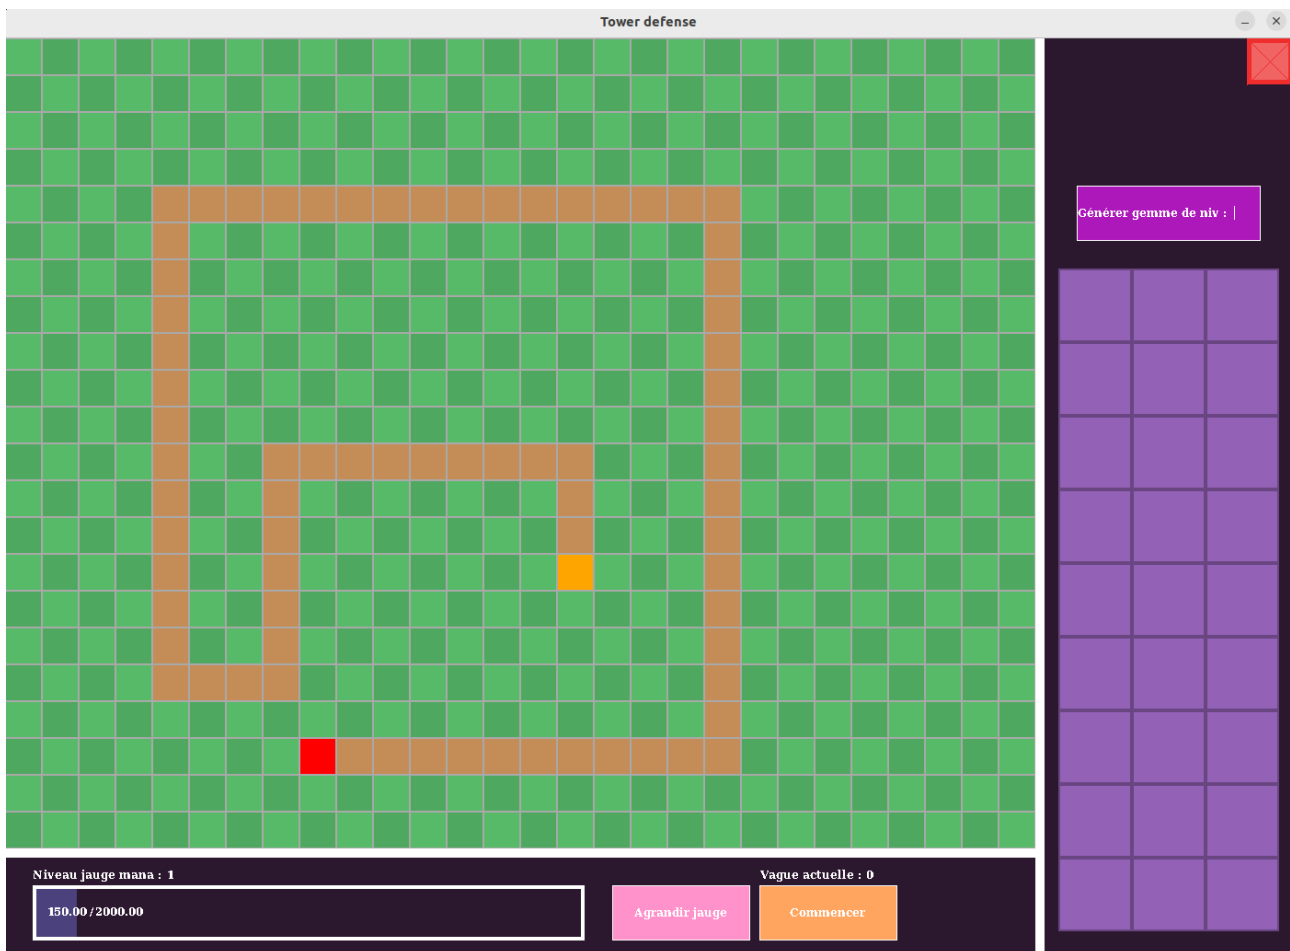 Tower defense
Générer gemme de niv :
Niveau jauge mana : 1
150.00 / 2000.00
Agrandir jauge
Vague actuelle : 0
Commencer